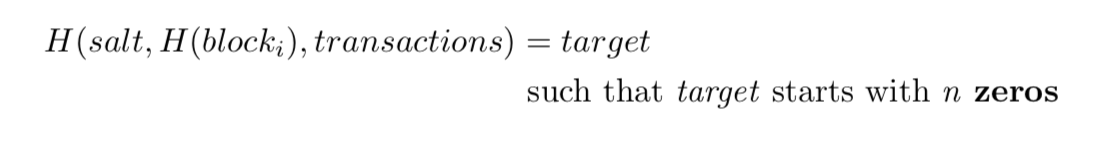 H(salt, H(block_i), transactions) = target
such that target starts with n zeros